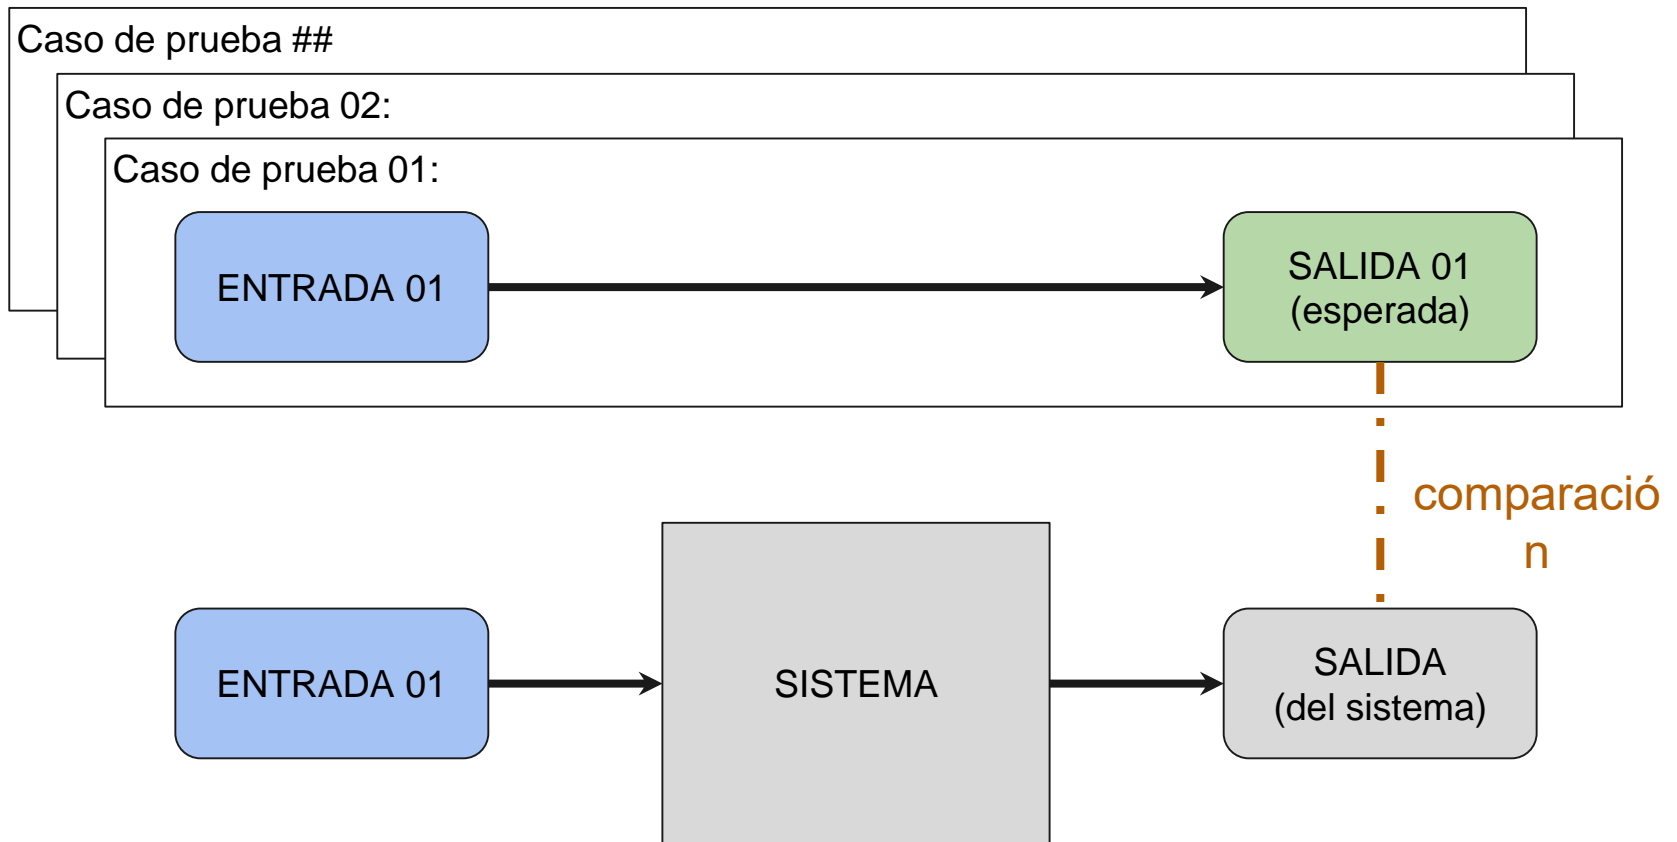 Caso de prueba ##
Caso de prueba 02:
Caso de prueba 01:
ENTRADA 01
SALIDA 01
(esperada)
comparació
n
ENTRADA 01
SISTEMA
SALIDA
(del sistema)